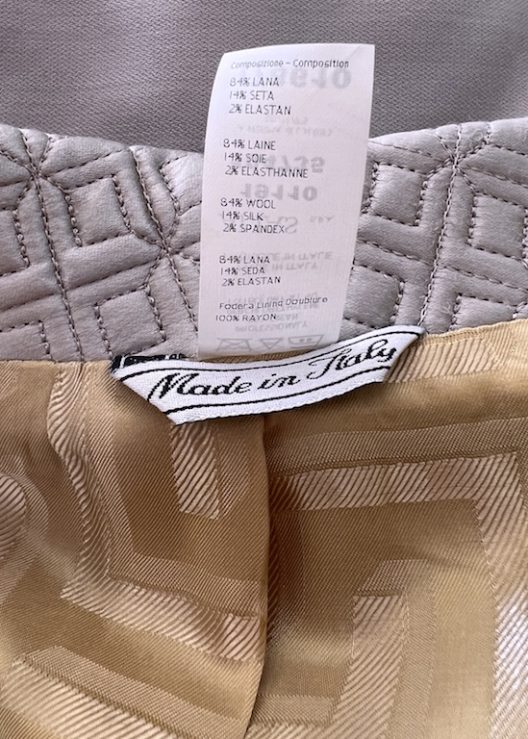 Composizione - Composition
84% LANA
14% SETA
2% ELASTAN
84% LAINE
14% SOIE
2% ELASTHANNE
84% WOOL
14% SILK
2% SPANDEX
84% LANA
14% SEDA
2% ELASTAN
Fodera Lining Doublure
100% RAYON
Made in Italy